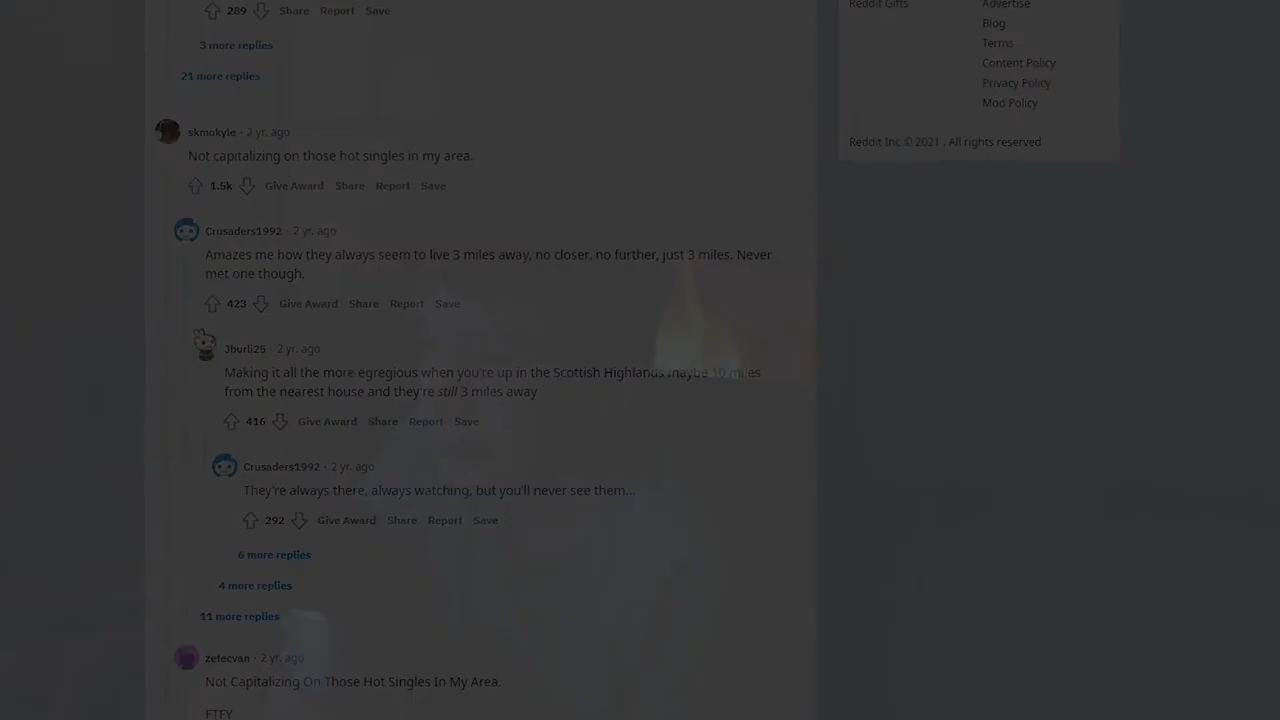 289 Share Report Save
3 more replies
21 more replies
skmokyle · 2 yr. ago
Not capitalizing on those hot singles in my area.
1.5k Give Award Share Report Save
Crusaders1992 · 2 yr. ago
Amazes me how they always seem to live 3 miles away, no closer. no further, just 3 miles. Never
met one though.
423 Give Award Share Report Save
Jburli25 · 2 yr. ago
Making it all the more egregious when you're up in the Scottish Highlands maybe 10 miles
from the nearest house and they're still 3 miles away
416 Give Award Share Report Save
Crusaders1992 · 2 yr. ago
They're always there, always watching, but you'll never see them...
292 Give Award Share Report Save
6 more replies
4 more replies
11 more replies
zetecvan · 2 yr. ago
Not Capitalizing On Those Hot Singles In My Area.
FTFY
Reddit Gifts
Advertise
Blog
Terms
Content Policy
Privacy Policy
Mod Policy
Reddit Inc © 2021 . All rights reserved